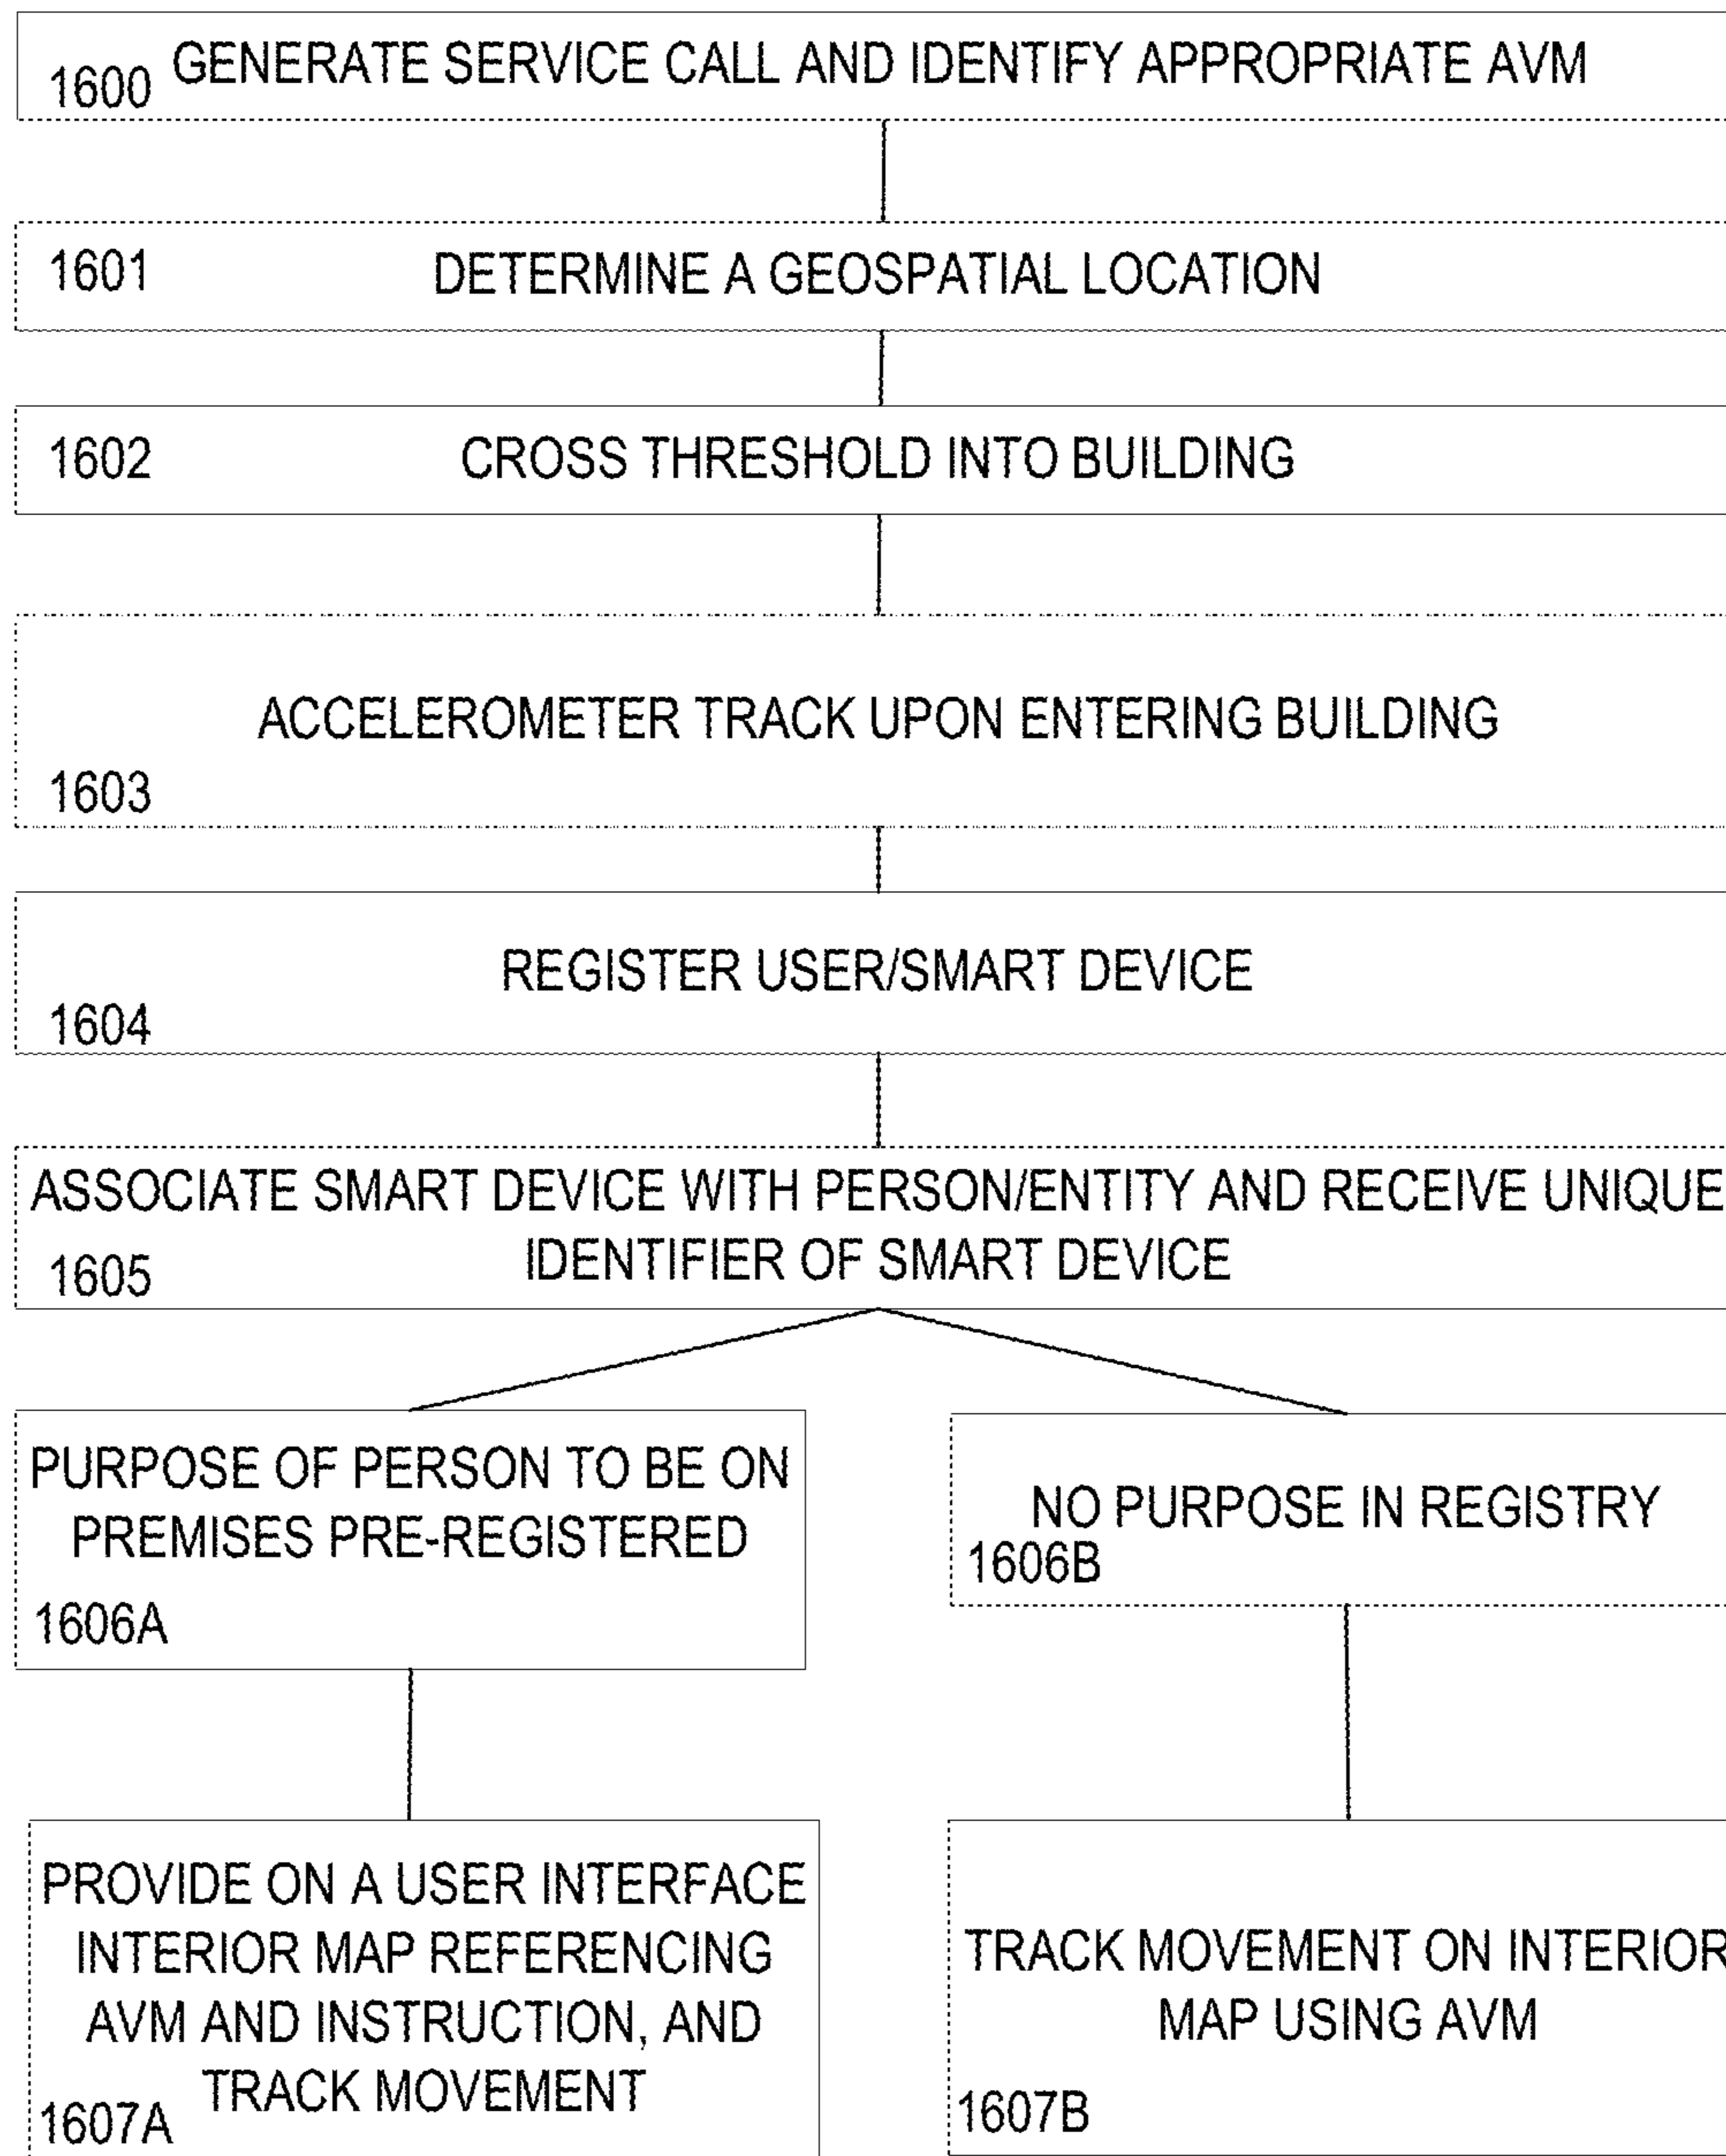 1600 GENERATE SERVICE CALL AND IDENTIFY APPROPRIATE AVM
1601 DETERMINE A GEOSPATIAL LOCATION
1602 CROSS THRESHOLD INTO BUILDING
ACCELEROMETER TRACK UPON ENTERING BUILDING
1603
REGISTER USER/SMART DEVICE
1604
ASSOCIATE SMART DEVICE WITH PERSON/ENTITY AND RECEIVE UNIQUE
1605 IDENTIFIER OF SMART DEVICE
PURPOSE OF PERSON TO BE ON
PREMISES PRE-REGISTERED
1606A
NO PURPOSE IN REGISTRY
1606B
PROVIDE ON A USER INTERFACE
INTERIOR MAP REFERENCING
AVM AND INSTRUCTION, AND
TRACK MOVEMENT
1607A
TRACK MOVEMENT ON INTERIOR
MAP USING AVM
1607B